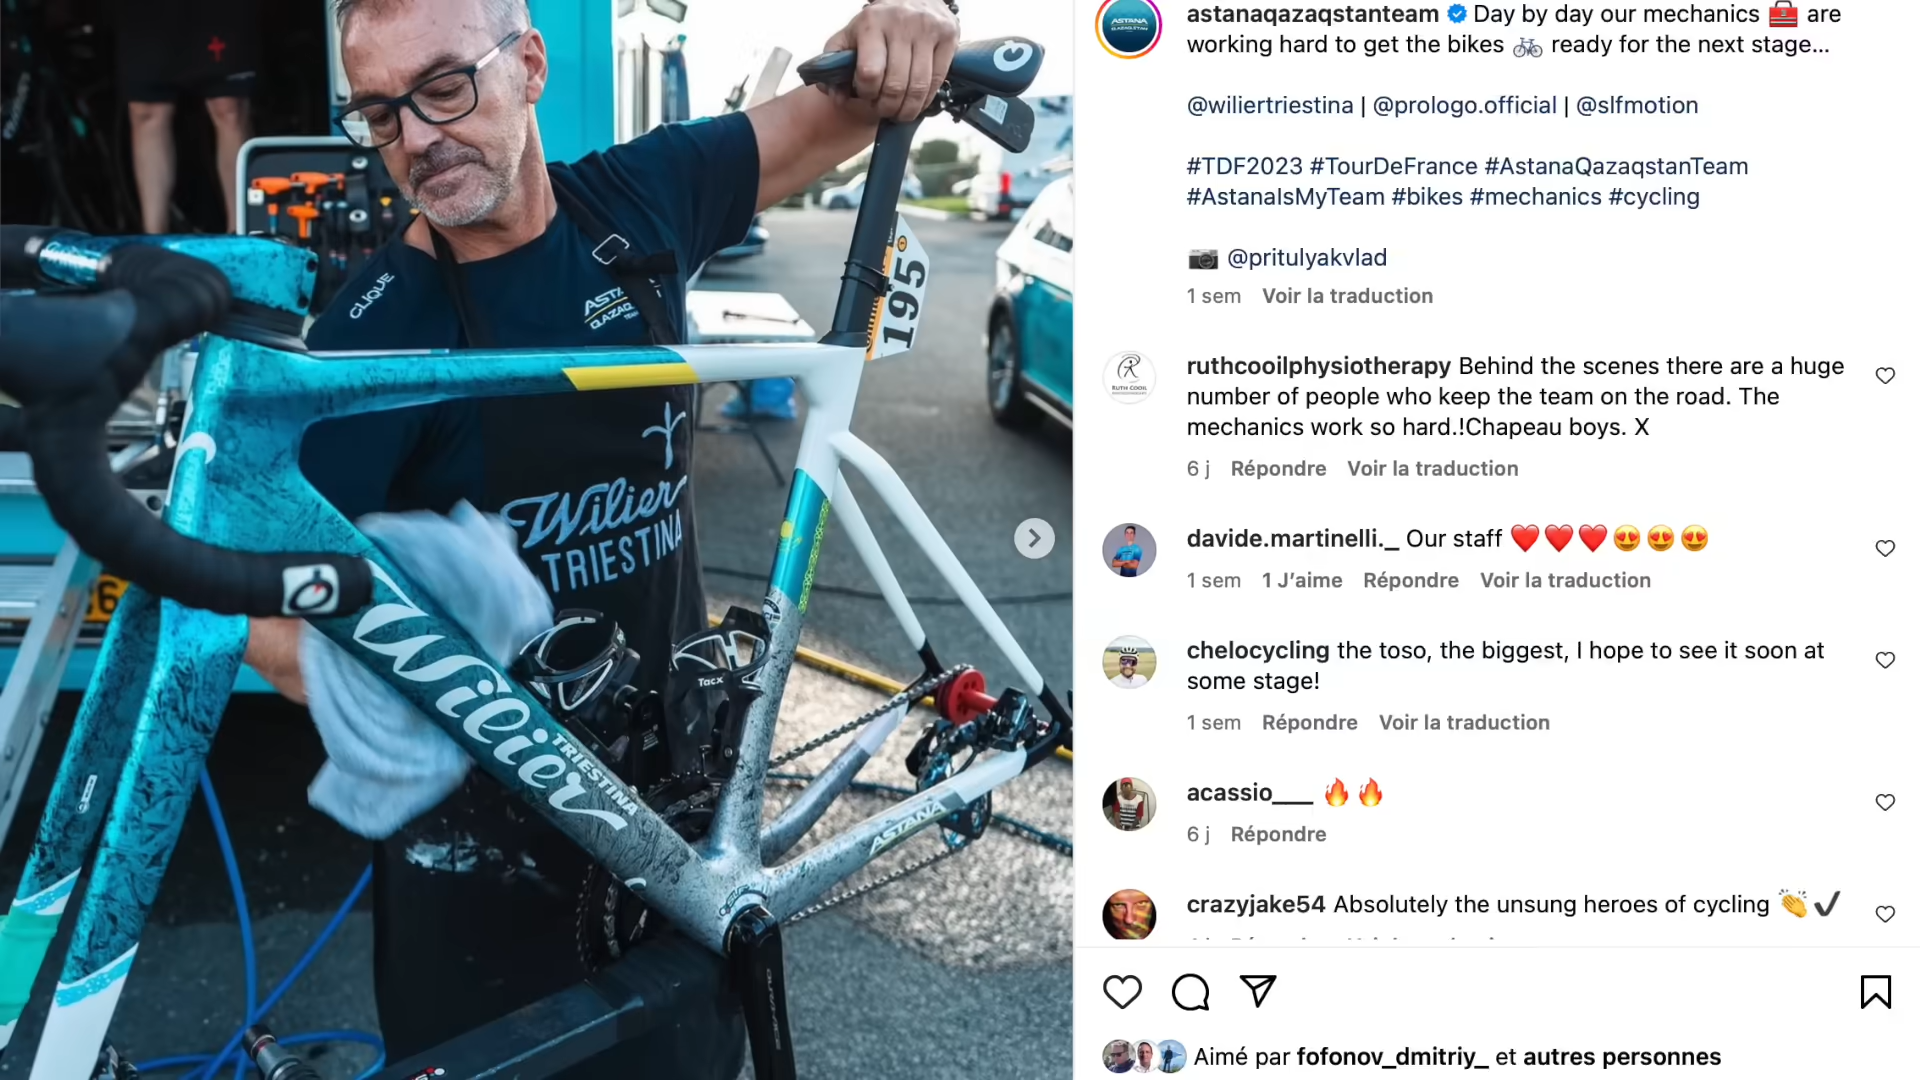 astanaqazaqstanteam Day by day our mechanics 🧰 are
working hard to get the bikes 🚲 ready for the next stage...
@wiliertriestina | @prologo.official | @slfmotion
#TDF2023 #TourDeFrance #AstanaQazaqstanTeam
#AstanaIsMyTeam #bikes #mechanics #cycling
📷 @pritulyakvlad
1 sem Voir la traduction
ruthcooilphysiotherapy Behind the scenes there are a huge
number of people who keep the team on the road. The
mechanics work so hard.!Chapeau boys. X
6 j Répondre Voir la traduction
davide.martinelli._ Our staff ❤️❤️❤️😍😍😍
1 sem 1 J’aime Répondre Voir la traduction
chelocycling the toso, the biggest, I hope to see it soon at
some stage!
1 sem Répondre Voir la traduction
acassio___ 🔥🔥
6 j Répondre
crazyjake54 Absolutely the unsung heroes of cycling 👏✔️
Aimé par fofonov_dmitriy_ et autres personnes
CLIQUE
195
Wilier
TRIESTINA
Tacx
Wilier
TRIESTINA
ASTANA
RUTH COOIL